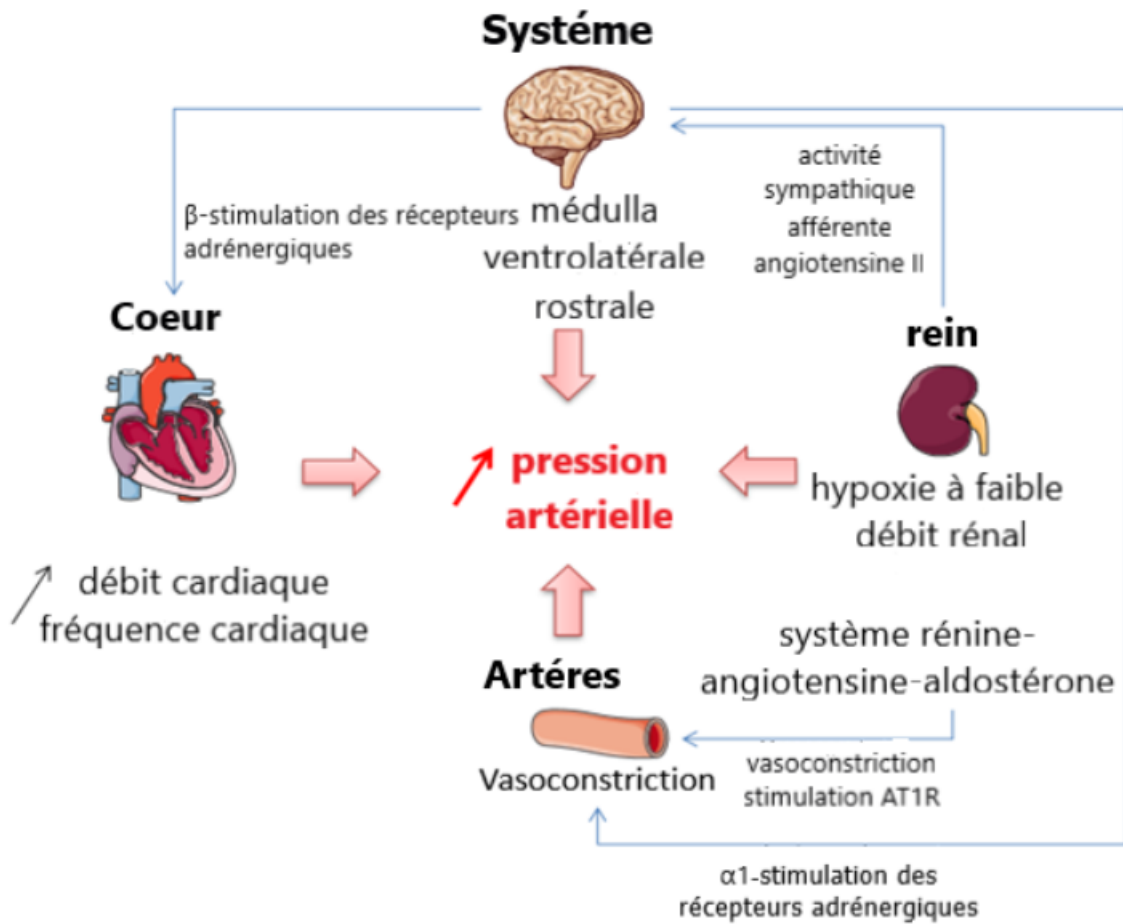 Systéme
activité
sympathique
afférente
angiotensine II
β-stimulation des récepteurs
adrénergiques
médulla
ventrolatérale
rostrale
Coeur
rein
pression
artérielle
hypoxie à faible
débit rénal
débit cardiaque
fréquence cardiaque
système rénine-
angiotensine-aldostérone
Artéres
Vasoconstriction
vasoconstriction
stimulation AT1R
α1-stimulation des
récepteurs adrénergiques